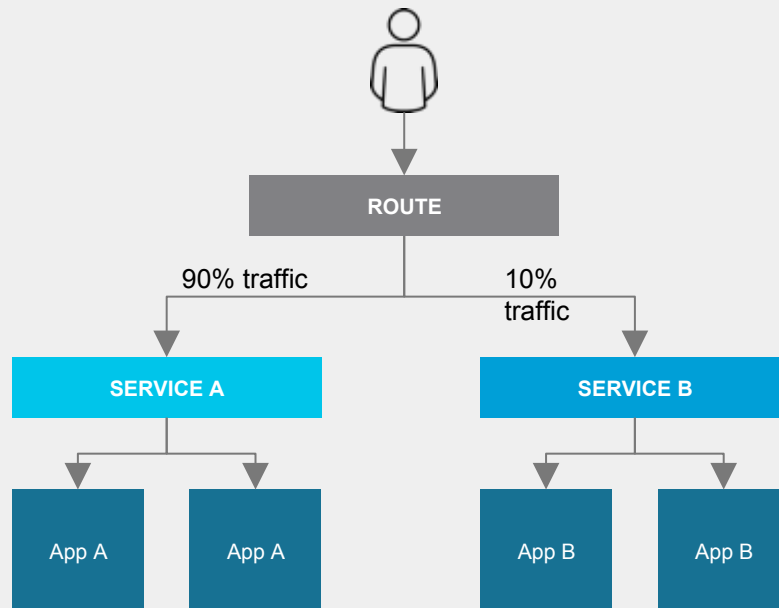 ROUTE
90% traffic
10%
traffic
SERVICE A
SERVICE B
App A
App A
App B
App B